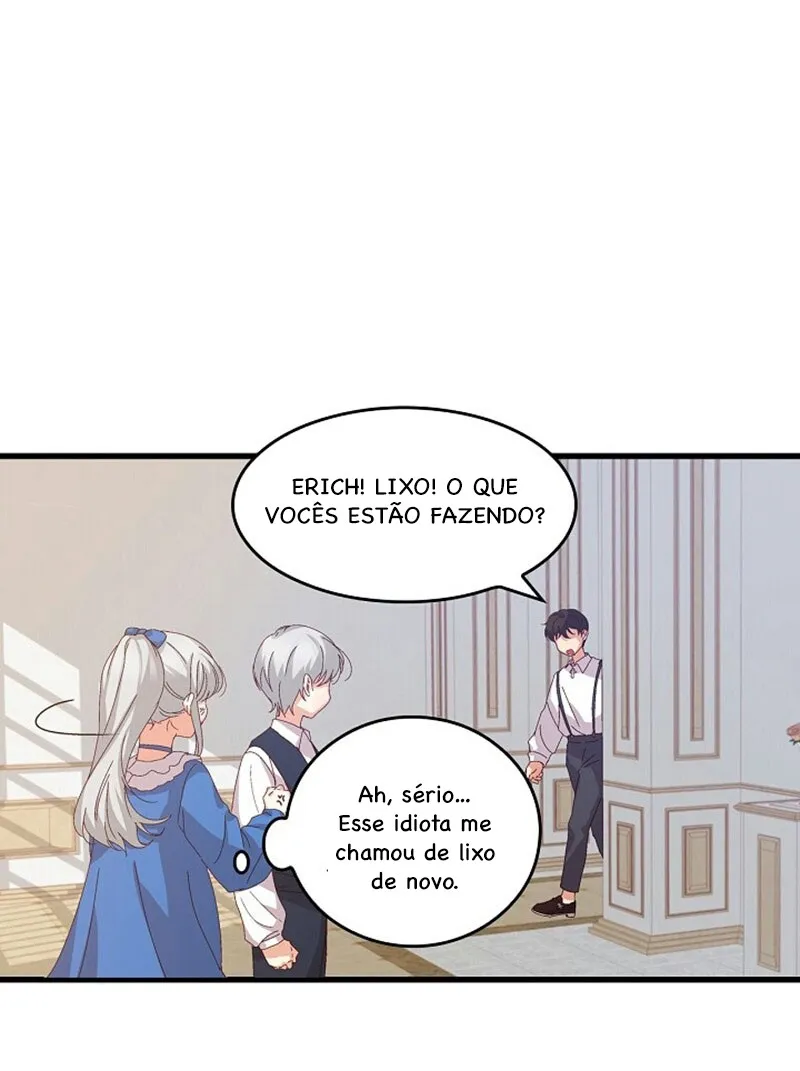 ERICH! LIXO! O QUE
VOCÊS ESTÃO FAZENDO?
Ah, sério...
Esse idiota me
chamou de lixo
de novo.